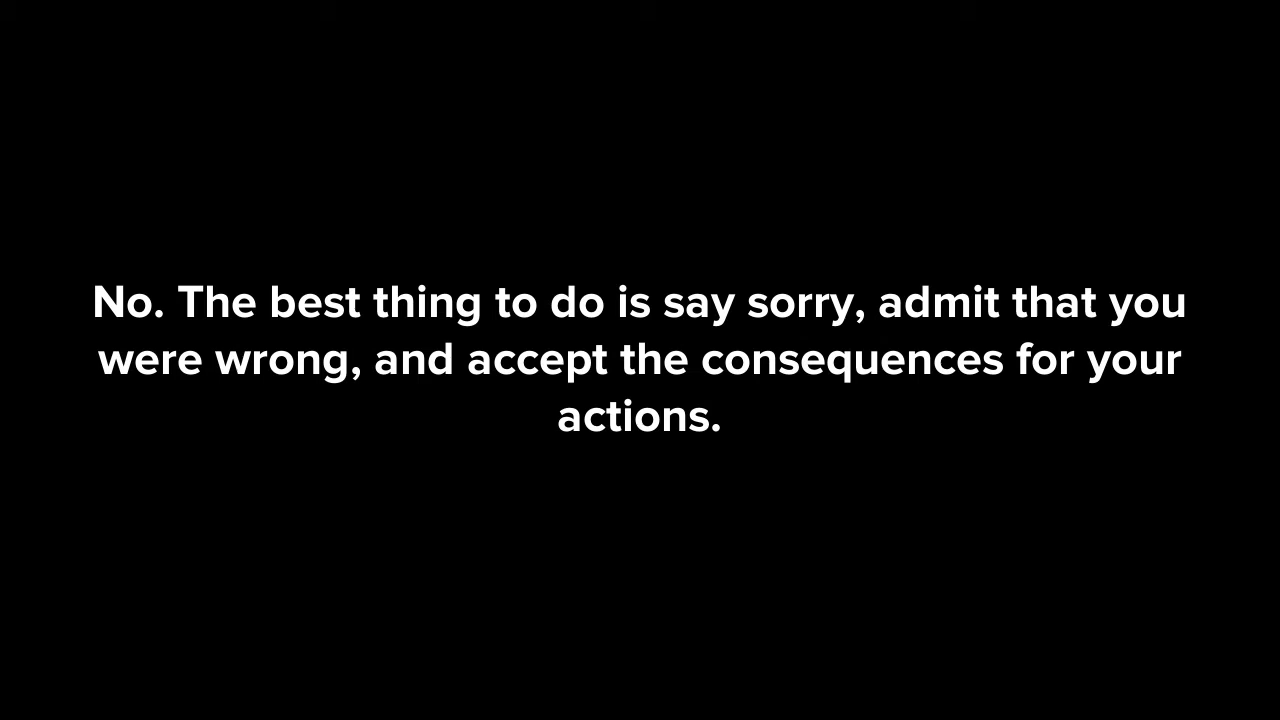 No. The best thing to do is say sorry, admit that you
were wrong, and accept the consequences for your
actions.